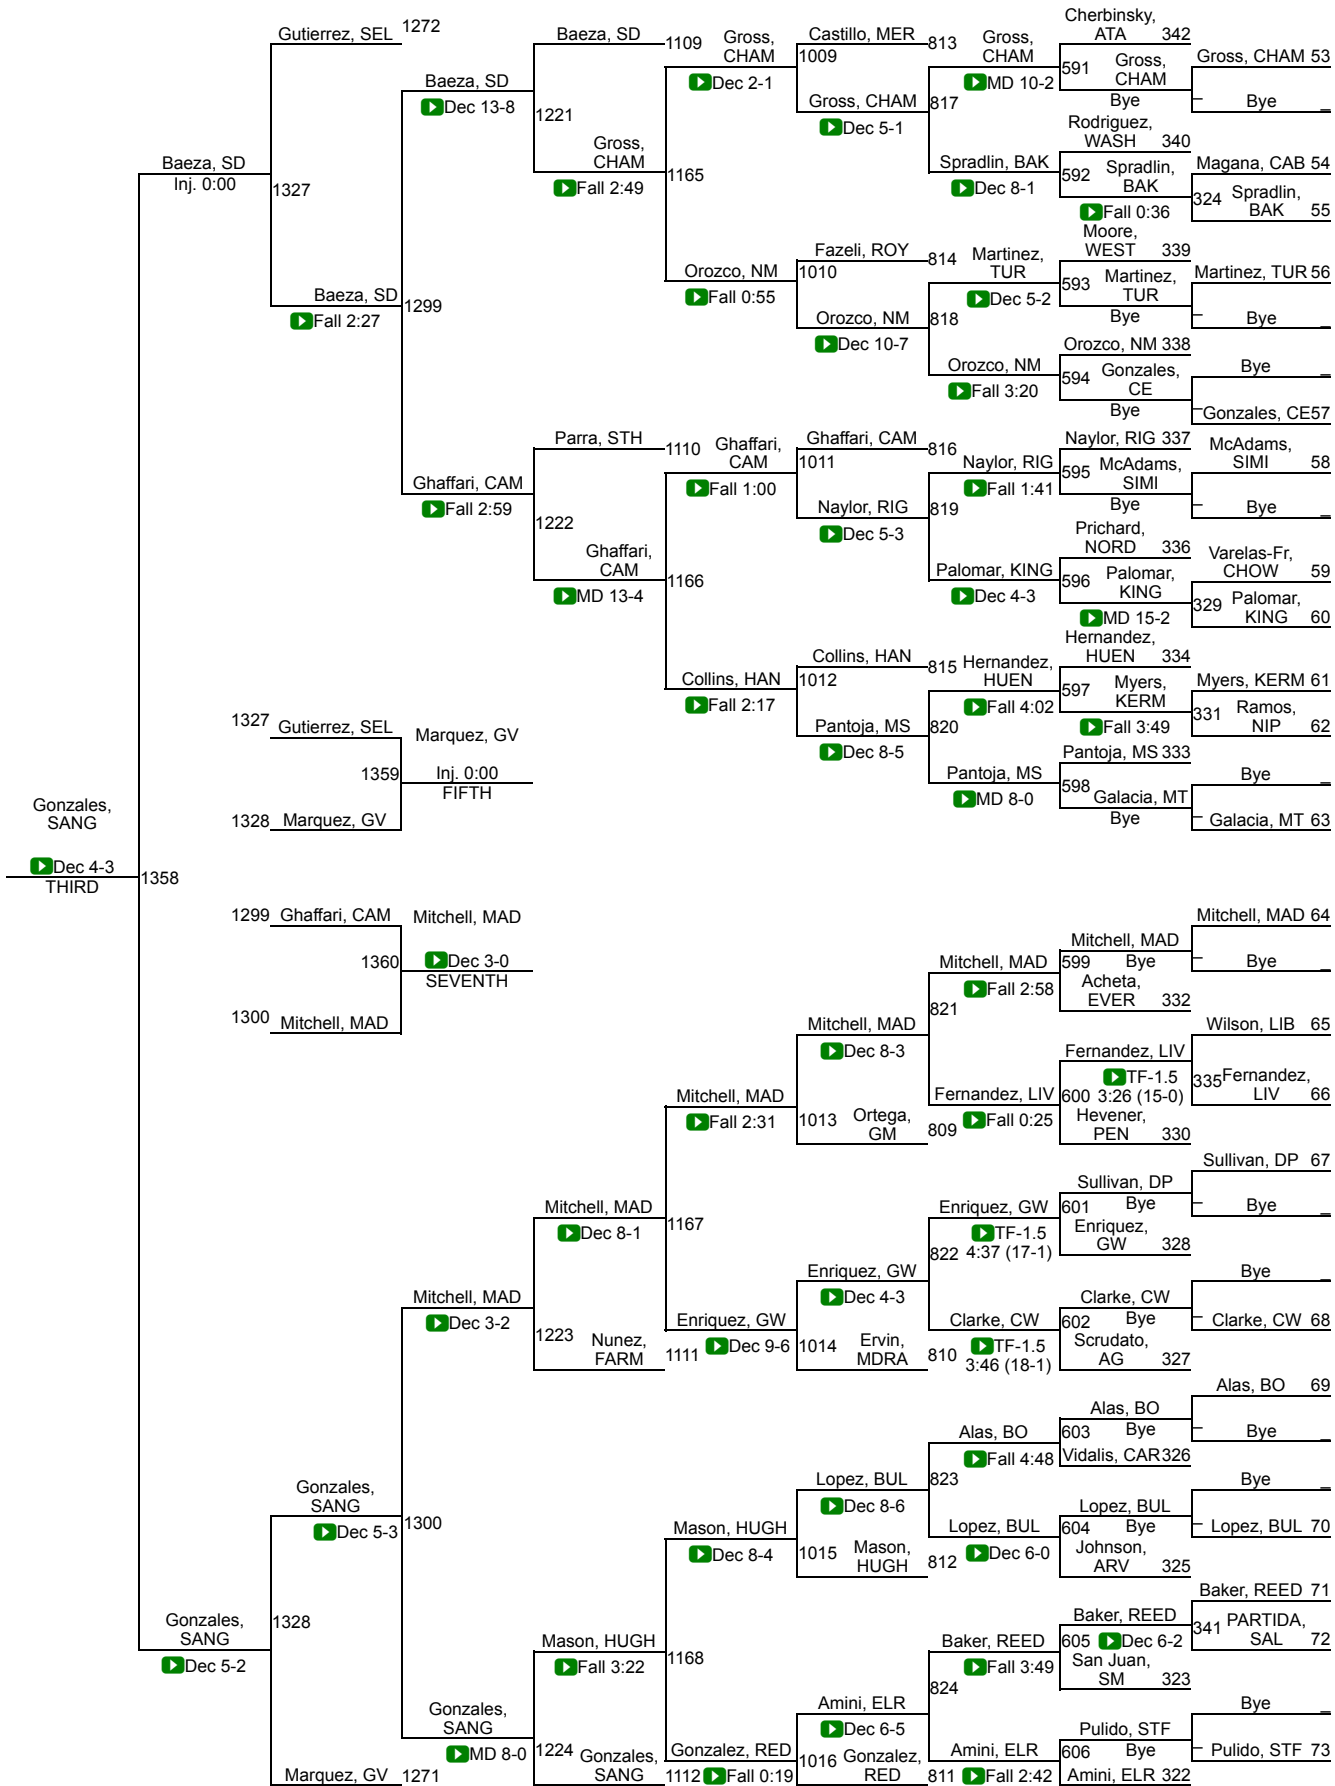 Gutierrez, SEL 1272
Baeza, SD
Inj. 0:00
1327
Baeza, SD
Fall 2:27
Baeza, SD
Dec 13-8
1299
Ghaffari, CAM
Fall 2:59
Baeza, SD 1109
1221
Gross,
CHAM
Fall 2:49
Parra, STH 1110
1222
Ghaffari,
CAM
MD 13-4
Gross,
CHAM
Dec 2-1
1165
Orozco, NM
Fall 0:55
Ghaffari,
CAM
Fall 1:00
1166
Collins, HAN
Fall 2:17
Castillo, MER 813
1009
Gross, CHAM
Dec 5-1
Fazeli, ROY 814
1010
Orozco, NM
Dec 10-7
Ghaffari, CAM 816
1011
Naylor, RIG
Dec 5-3
Collins, HAN 815
1012
Pantoja, MS
Dec 8-5
Gross,
CHAM
MD 10-2
817
Spradlin, BAK
Dec 8-1
Martinez,
TUR
Dec 5-2
818
Orozco, NM
Fall 3:20
Naylor, RIG
Fall 1:41
819
Palomar, KING
Dec 4-3
Hernandez,
HUEN
Fall 4:02
820
Pantoja, MS
MD 8-0
Cherbinsky,
ATA 342
591 Gross,
CHAM
Bye
Rodriguez,
WASH 340
592 Spradlin,
BAK
Fall 0:36
Moore,
WEST 339
593 Martinez,
TUR
Bye
Orozco, NM 338
594 Gonzales,
CE
Bye
Naylor, RIG 337
595 McAdams,
SIMI
Bye
Prichard,
NORD 336
596 Palomar,
KING
MD 15-2
Hernandez,
HUEN 334
597 Myers,
KERM
Fall 3:49
Pantoja, MS 333
598 Galacia, MT
Bye
Gross, CHAM 53
_ Bye _
Magana, CAB 54
324 Spradlin,
BAK 55
Martinez, TUR 56
_ Bye _
Bye _
_ Gonzales, CE 57
McAdams,
SIMI 58
_ Bye _
Varelas-Fr,
CHOW 59
329 Palomar,
KING 60
Myers, KERM 61
331 Ramos,
NIP 62
Bye _
_ Galacia, MT 63
1327 Gutierrez, SEL
1359
1328 Marquez, GV
Marquez, GV
Inj. 0:00
FIFTH
Gonzales,
SANG
Dec 4-3
THIRD
1358
1299 Ghaffari, CAM
1360
1300 Mitchell, MAD
Mitchell, MAD
Dec 3-0
SEVENTH
Gonzales,
SANG
Dec 5-2
1328
Gonzales,
SANG
Dec 5-3
Marquez, GV 1271
1300
Mitchell, MAD
Dec 3-2
Gonzales,
SANG
MD 8-0
Mitchell, MAD
Dec 8-1
1223 Nunez,
FARM 1111
Mason, HUGH
Fall 3:22
1224 Gonzales,
SANG 1112
Mitchell, MAD
Fall 2:31
1167
Enriquez, GW
Dec 9-6
Mason, HUGH
Dec 8-4
1168
Gonzalez, RED
Fall 0:19
Mitchell, MAD
Dec 8-3
1013 Ortega,
GM 809
Enriquez, GW
Dec 4-3
1014 Ervin,
MDRA 810
Lopez, BUL
Dec 8-6
1015 Mason,
HUGH 812
Amini, ELR
Dec 6-5
1016 Gonzalez,
RED 811
Mitchell, MAD
Fall 2:58
821
Fernandez, LIV
Fall 0:25
Enriquez, GW
TF-1.5
822 4:37 (17-1)
Clarke, CW
TF-1.5
3:46 (18-1)
Alas, BO
Fall 4:48
823
Lopez, BUL
Dec 6-0
Baker, REED
Fall 3:49
824
Amini, ELR
Fall 2:42
Mitchell, MAD
599 Bye
Acheta,
EVER 332
Fernandez, LIV
TF-1.5
600 3:26 (15-0)
Hevener,
PEN 330
Sullivan, DP
601 Bye
Enriquez,
GW 328
Clarke, CW
602 Bye
Scrudato,
AG 327
Alas, BO
603 Bye
Vidalis, CAR 326
Lopez, BUL
604 Bye
Johnson,
ARV 325
Baker, REED
605 Dec 6-2
San Juan,
SM 323
Pulido, STF
606 Bye
Amini, ELR 322
Mitchell, MAD 64
_ Bye _
Wilson, LIB 65
335 Fernandez,
LIV 66
Sullivan, DP 67
_ Bye _
Bye _
_ Clarke, CW 68
Alas, BO 69
_ Bye _
Bye _
_ Lopez, BUL 70
Baker, REED 71
341 PARTIDA,
SAL 72
Bye _
_ Pulido, STF 73